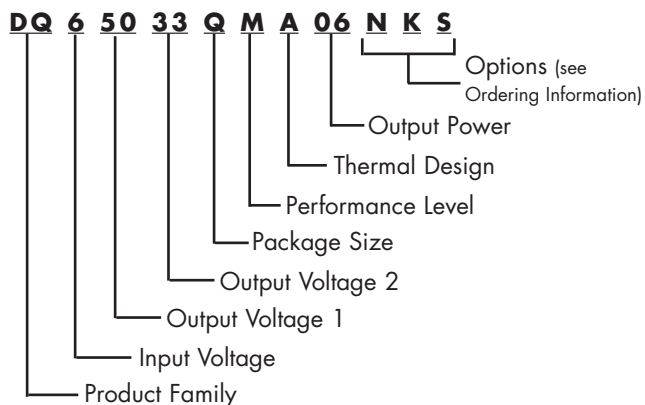 DQ 6 50 33 Q M A 06 N K S
Options (see
Ordering Information)
Output Power
Thermal Design
Performance Level
Package Size
Output Voltage 2
Output Voltage 1
Input Voltage
Product Family